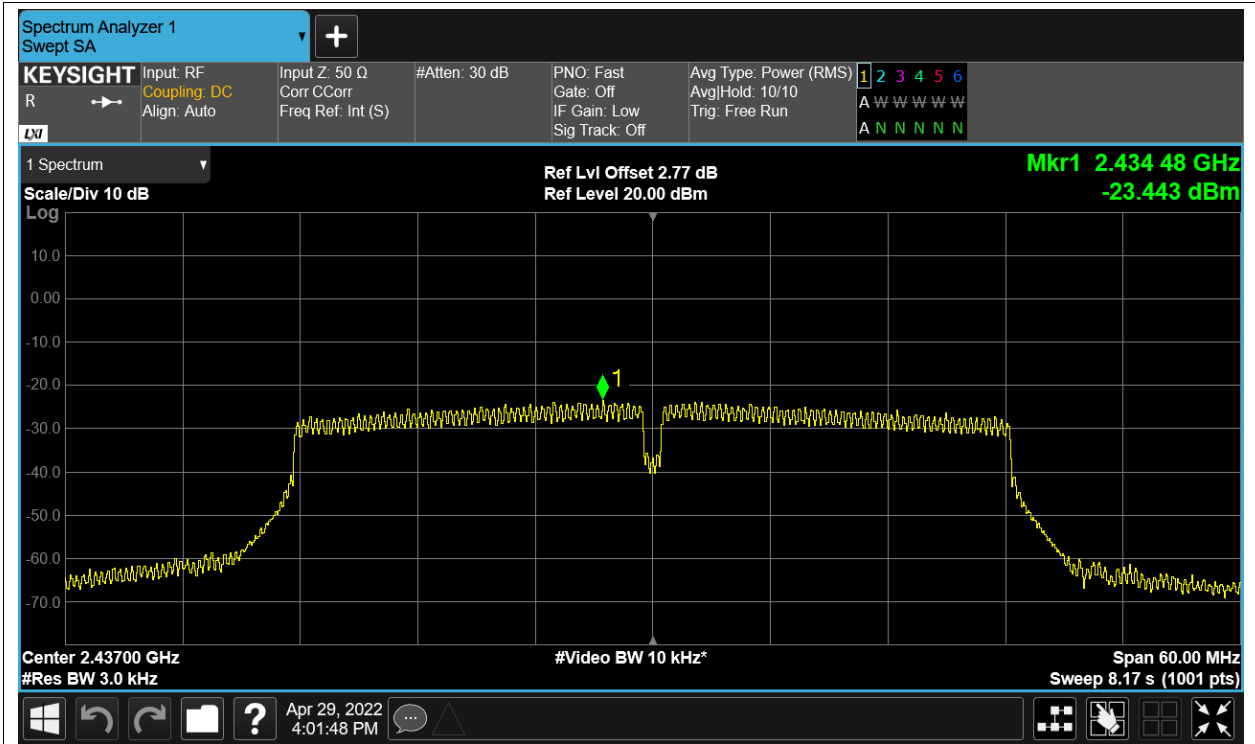 Spectrum Analyzer 1
Swept SA
KEYSIGHT
R
LXI
Input: RF
Coupling: DC
Align: Auto
Input Z: 50 Ω
Corr CCorr
Freq Ref: Int (S)
#Atten: 30 dB
PNO: Fast
Gate: Off
IF Gain: Low
Sig Track: Off
Avg Type: Power (RMS)
Avg|Hold: 10/10
Trig: Free Run
1 2 3 4 5 6
A W W W W W
A N N N N N
1 Spectrum
Scale/Div 10 dB
Log
Ref Lvl Offset 2.77 dB
Ref Level 20.00 dBm
Mkr1 2.434 48 GHz
-23.443 dBm
10.0
0.00
-10.0
-20.0
-30.0
-40.0
-50.0
-60.0
-70.0
1
Center 2.43700 GHz
#Res BW 3.0 kHz
#Video BW 10 kHz*
Span 60.00 MHz
Sweep 8.17 s (1001 pts)
?
Apr 29, 2022
4:01:48 PM